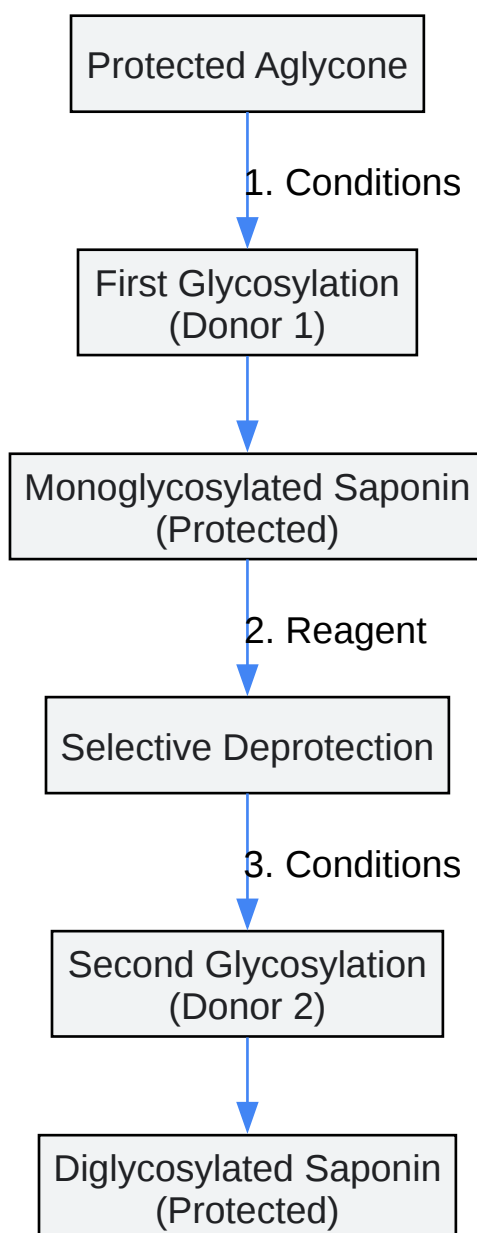 Protected Aglycone
1. Conditions
First Glycosylation
(Donor 1)
Monoglycosylated Saponin
(Protected)
2. Reagent
Selective Deprotection
3. Conditions
Second Glycosylation
(Donor 2)
Diglycosylated Saponin
(Protected)